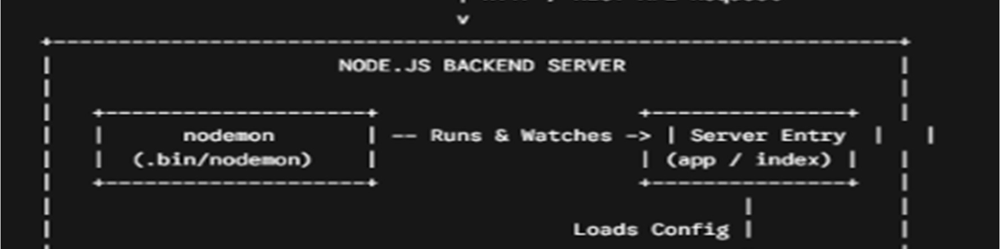 v
+------------------------------------------------------------------+
| NODE.JS BACKEND SERVER |
| |
| +---------------------+ +----------------+ |
| | nodemon | -- Runs & Watches -> | Server Entry | |
| | (.bin/nodemon) | | (app / index) | |
| +---------------------+ +----------------+ |
| | |
| Loads Config | |